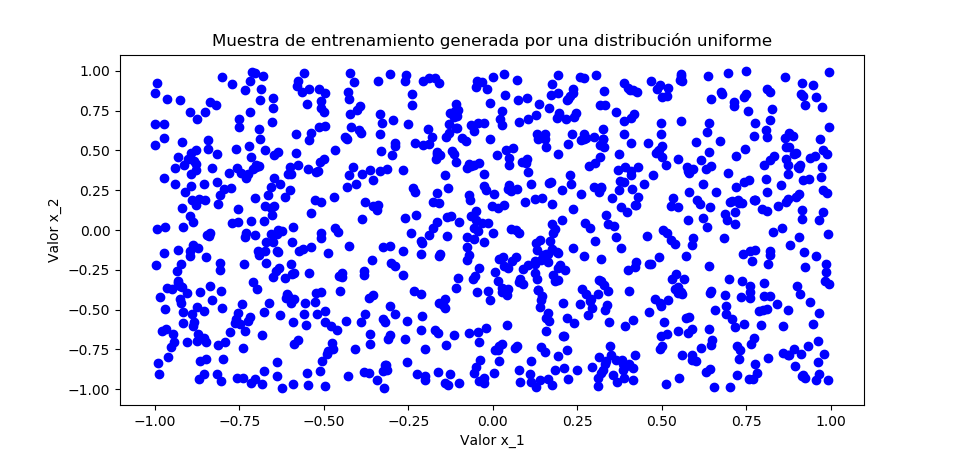 Muestra de entrenamiento generada por una distribución uniforme
Valor x_2
1.00
0.75
0.50
0.25
0.00
−0.25
−0.50
−0.75
−1.00
−1.00 −0.75 −0.50 −0.25 0.00 0.25 0.50 0.75 1.00
Valor x_1